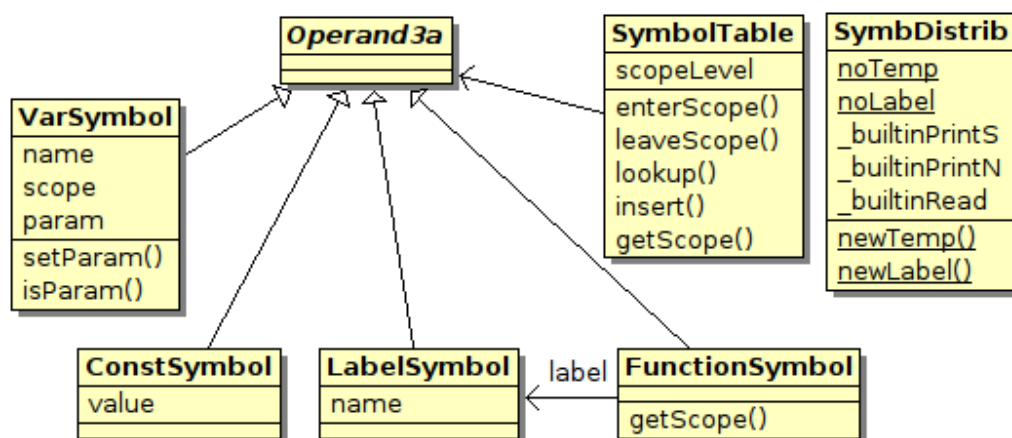 Operand3a
SymbolTable
scopeLevel
enterScope()
leaveScope()
lookup()
insert()
getScope()
SymbDistrib
noTemp
noLabel
_builtinPrintS
_builtinPrintN
_builtinRead
newTemp()
newLabel()
VarSymbol
name
scope
param
setParam()
isParam()
ConstSymbol
value
LabelSymbol
name
label
FunctionSymbol
getScope()